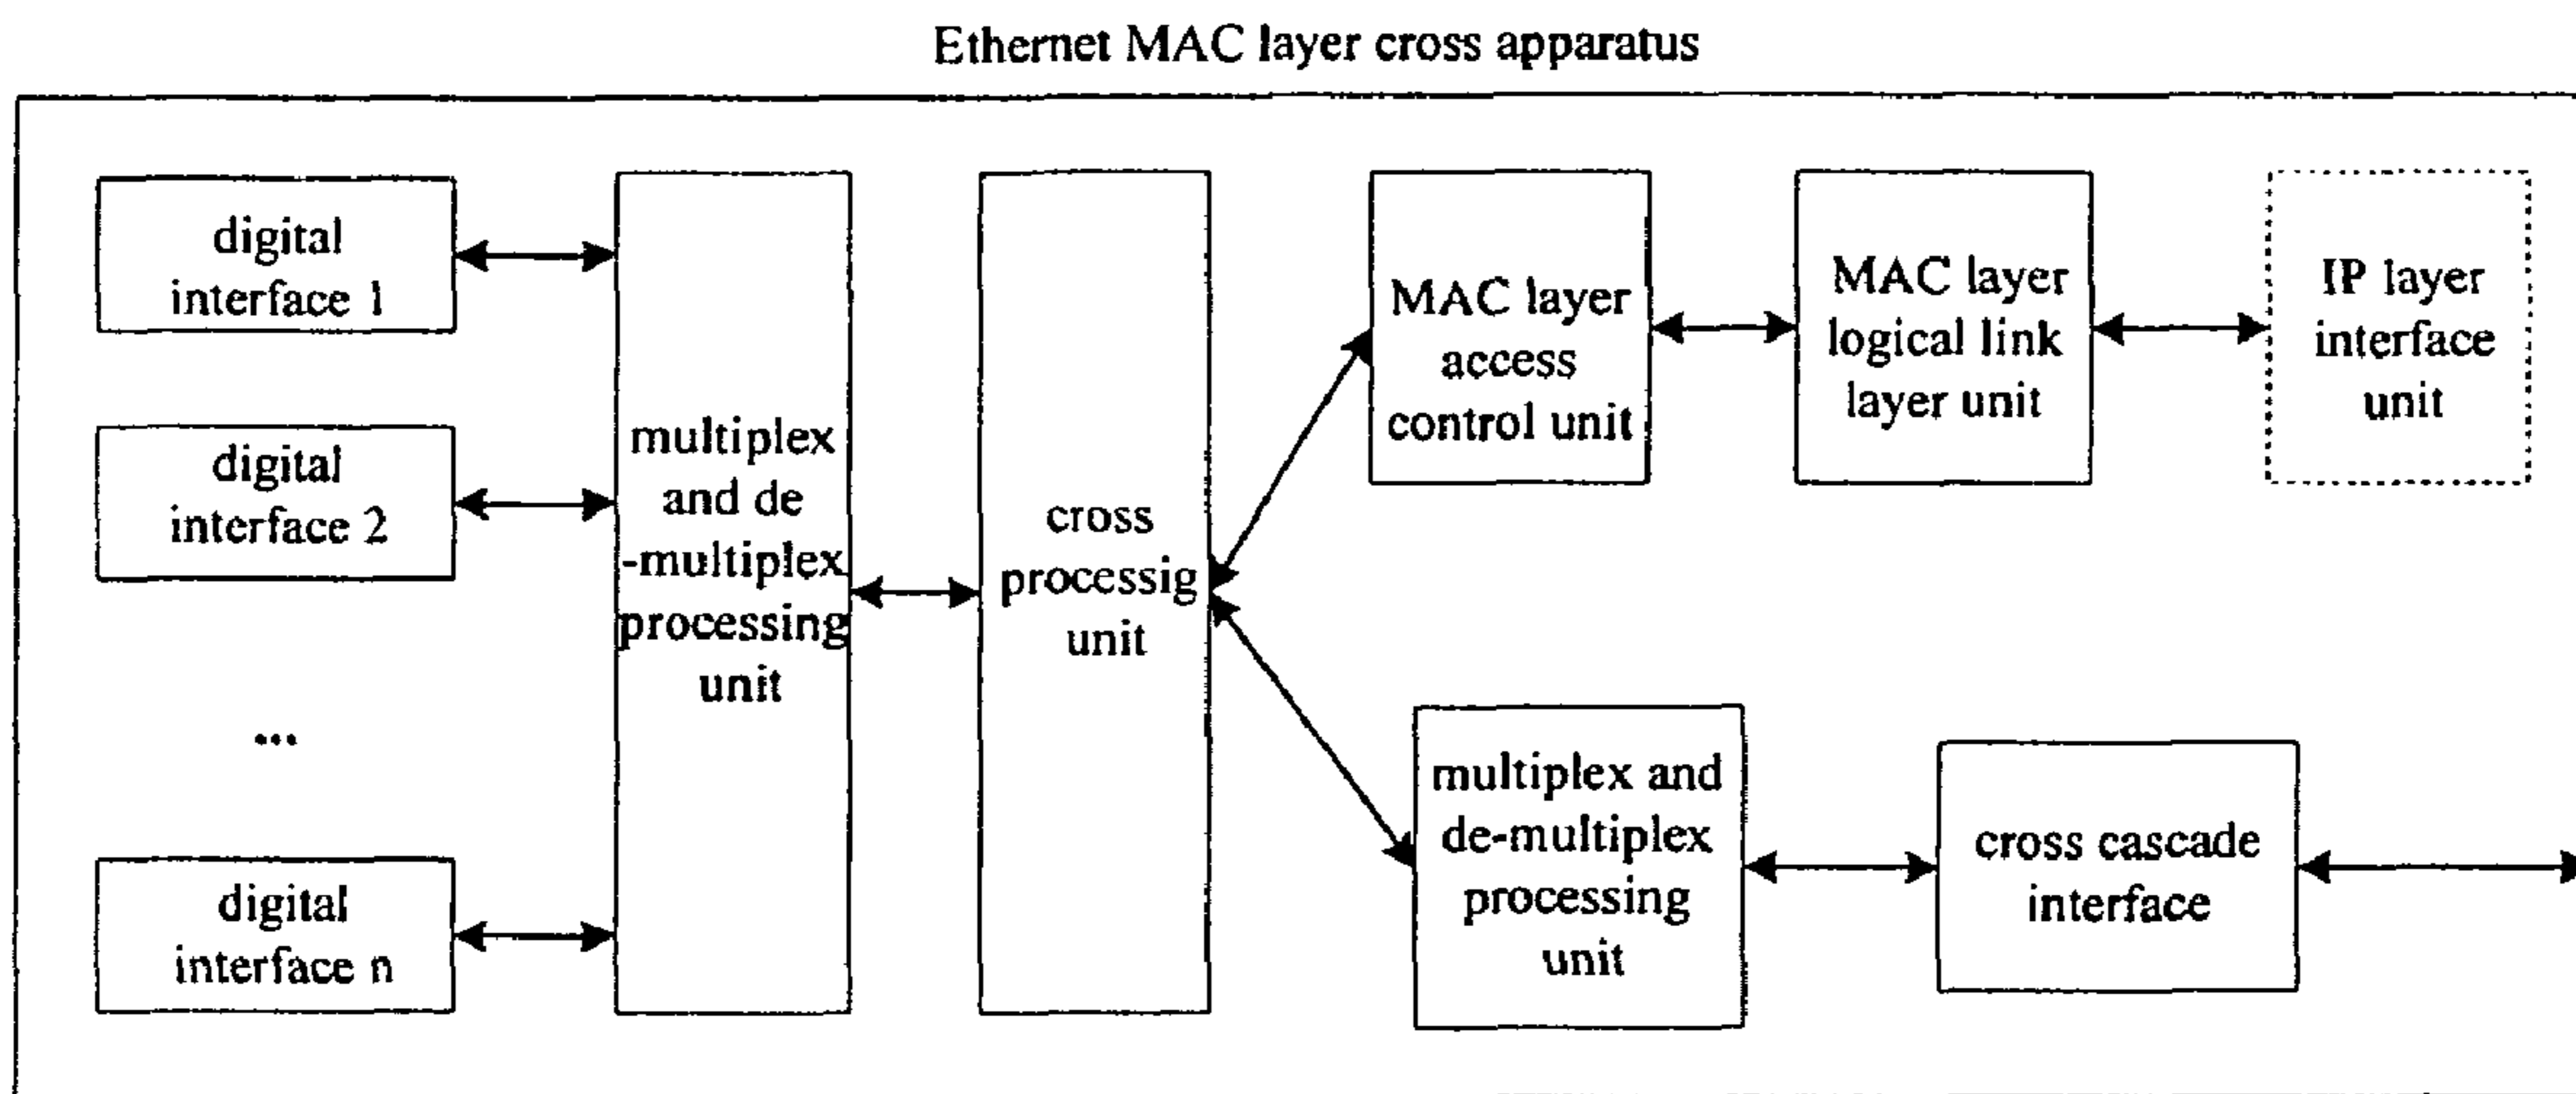 Ethernet MAC layer cross apparatus
digital
interface 1
digital
interface 2
...
digital
interface n
multiplex
and de
-multiplex
processing
unit
cross
processig
unit
MAC layer
access
control unit
MAC layer
logical link
layer unit
IP layer
interface
unit
multiplex and
de-multiplex
processing
unit
cross cascade
interface